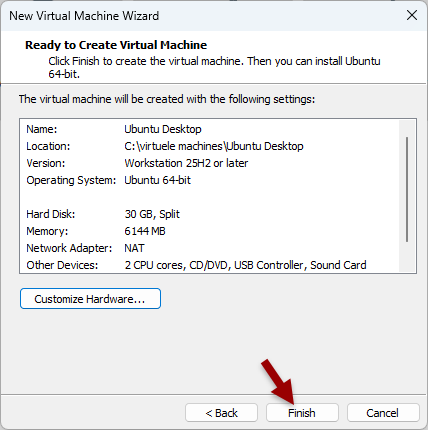 New Virtual Machine Wizard
Ready to Create Virtual Machine
Click Finish to create the virtual machine. Then you can install Ubuntu
64-bit.
The virtual machine will be created with the following settings:
Name: Ubuntu Desktop
Location: C:\virtuele machines\Ubuntu Desktop
Version: Workstation 25H2 or later
Operating System: Ubuntu 64-bit
Hard Disk: 30 GB, Split
Memory: 6144 MB
Network Adapter: NAT
Other Devices: 2 CPU cores, CD/DVD, USB Controller, Sound Card
Customize Hardware...
< Back Finish Cancel